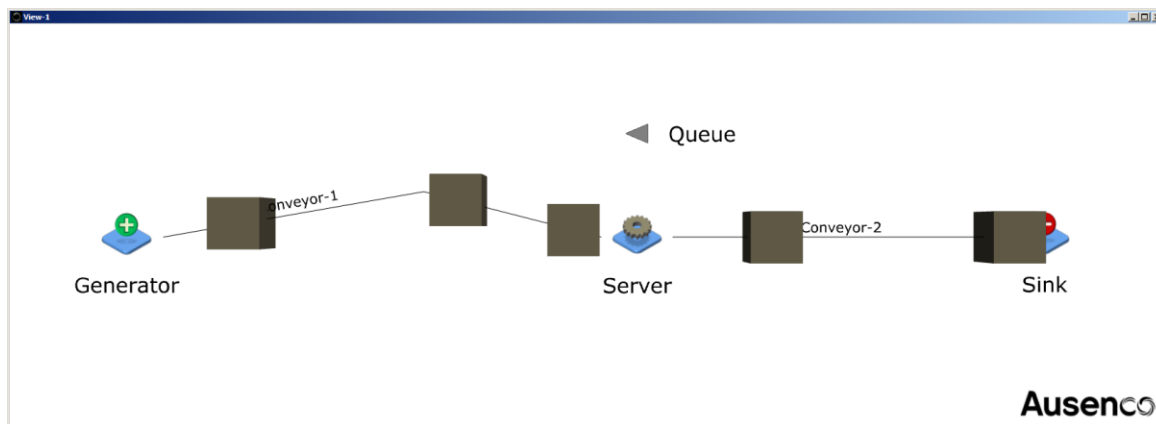 View-1
Queue
onveyor-1
Conveyor-2
Generator
Server
Sink
Ausenco